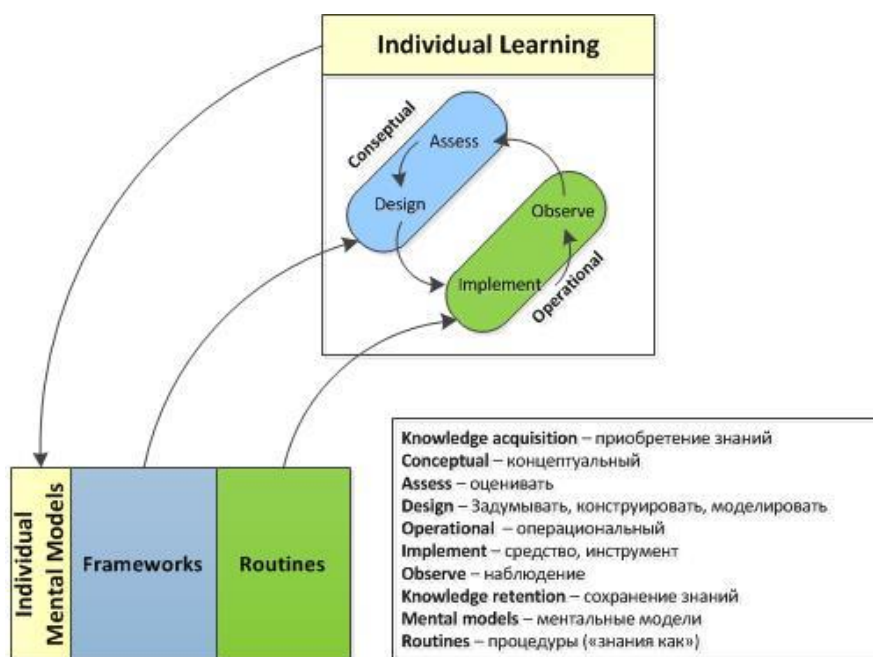 Individual Learning
Conseptual
Assess
Design
Observe
Implement
Operational
Individual
Mental Models
Frameworks
Routines
Knowledge acquisition – приобретение знаний
Conceptual – концептуальный
Assess – оценивать
Design – Задумывать, конструировать, моделировать
Operational – операциональный
Implement – средство, инструмент
Observe – наблюдение
Knowledge retention – сохранение знаний
Mental models – ментальные модели
Routines – процедуры («знания как»)